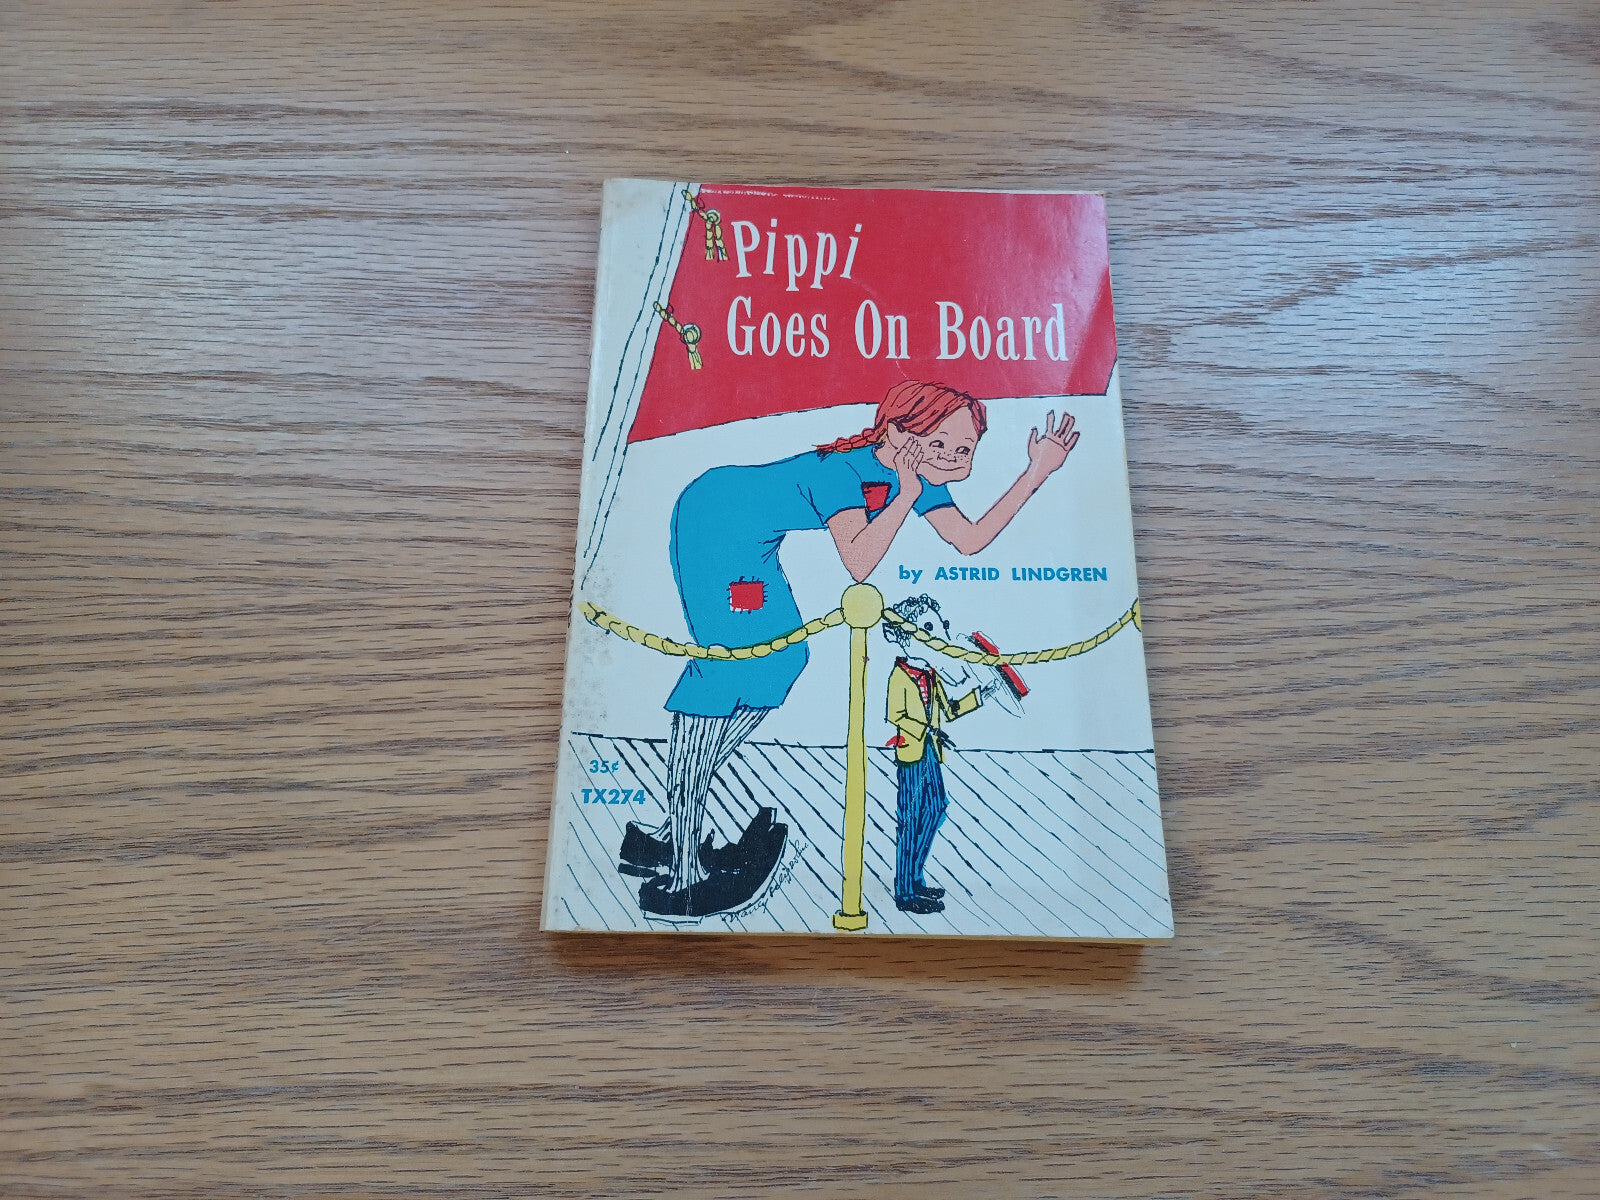 Pippi
Goes On Board
by ASTRID LINDGREN
35¢
TX274